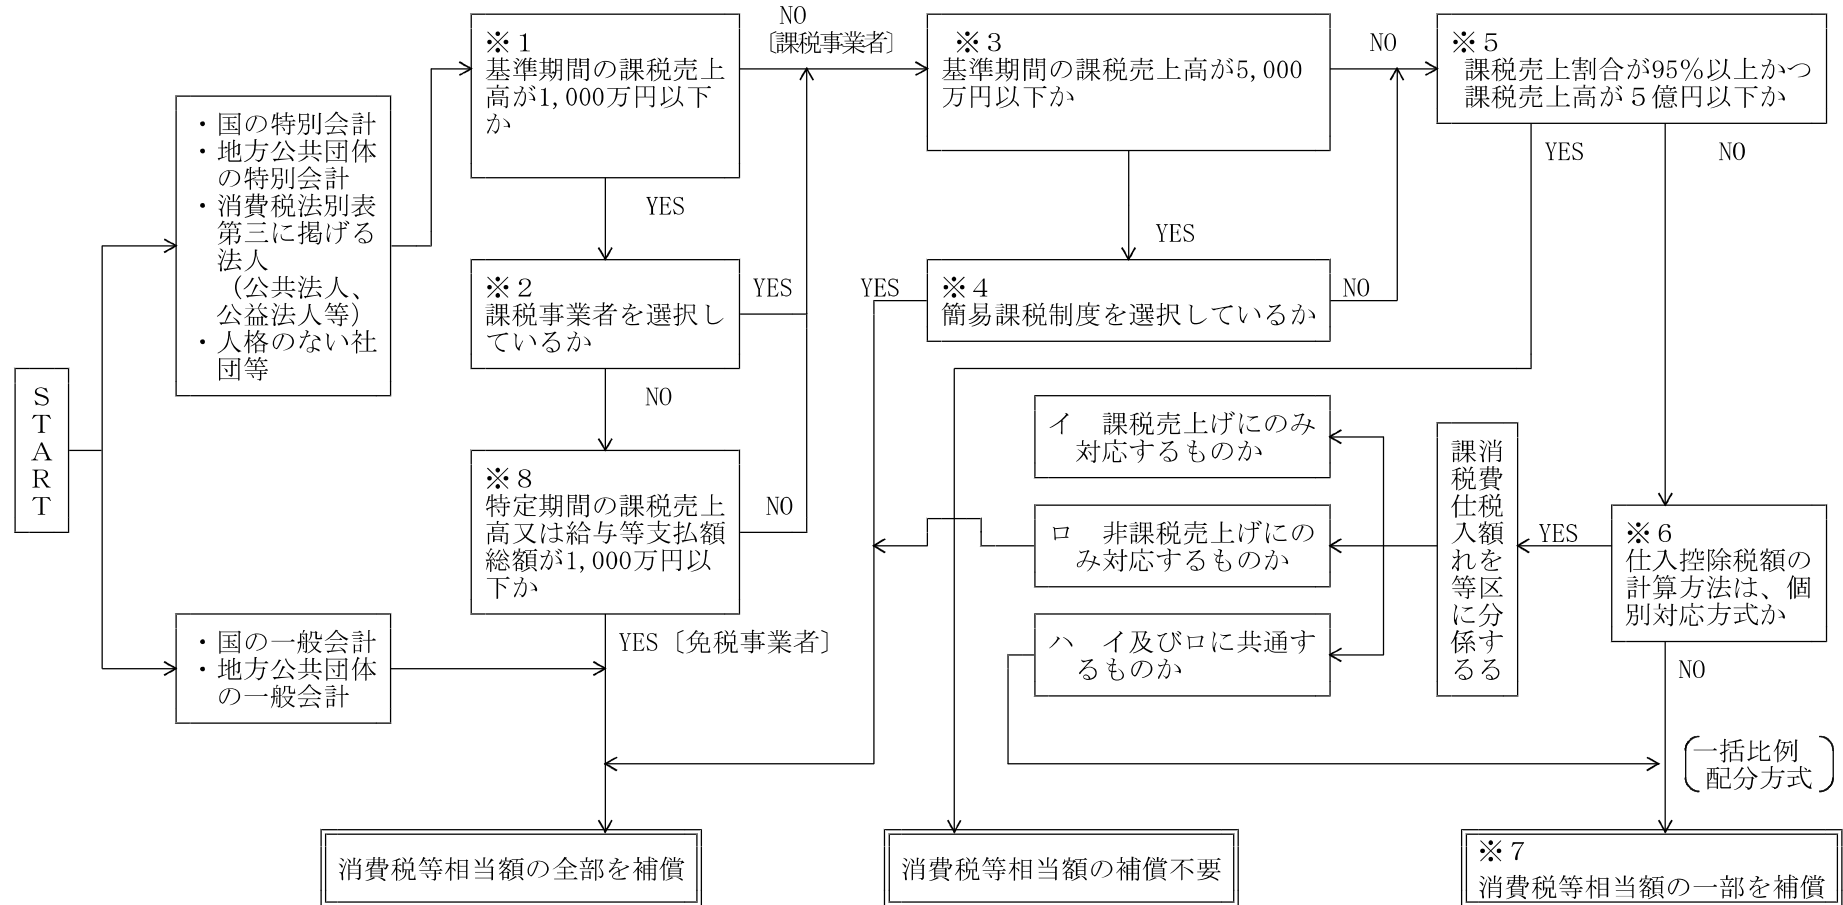 START
・国の特別会計
・地方公共団体
の特別会計
・消費税法別表
第三に掲げる
法人
（公共法人、
公益法人等）
・人格のない社
団等
・国の一般会計
・地方公共団体
の一般会計
※１
基準期間の課税売上
高が1,000万円以下
か
NO
〔課税事業者〕
YES
※２
課税事業者を選択し
ているか
YES
NO
※８
特定期間の課税売上
高又は給与等支払額
総額が1,000万円以
下か
NO
YES〔免税事業者〕
※３
基準期間の課税売上高が5,000
万円以下か
NO
YES
※４
簡易課税制度を選択しているか
YES
NO
※５
課税売上割合が95％以上かつ
課税売上高が５億円以下か
YES
NO
※６
仕入控除税額の
計算方法は、個
別対応方式か
YES
NO
消費税額を区分する
課税仕入れ等に係る
イ　課税売上げにのみ
対応するものか
ロ　非課税売上げにの
み対応するものか
ハ　イ及びロに共通す
るものか
一括比例
配分方式
消費税等相当額の全部を補償
消費税等相当額の補償不要
※７
消費税等相当額の一部を補償